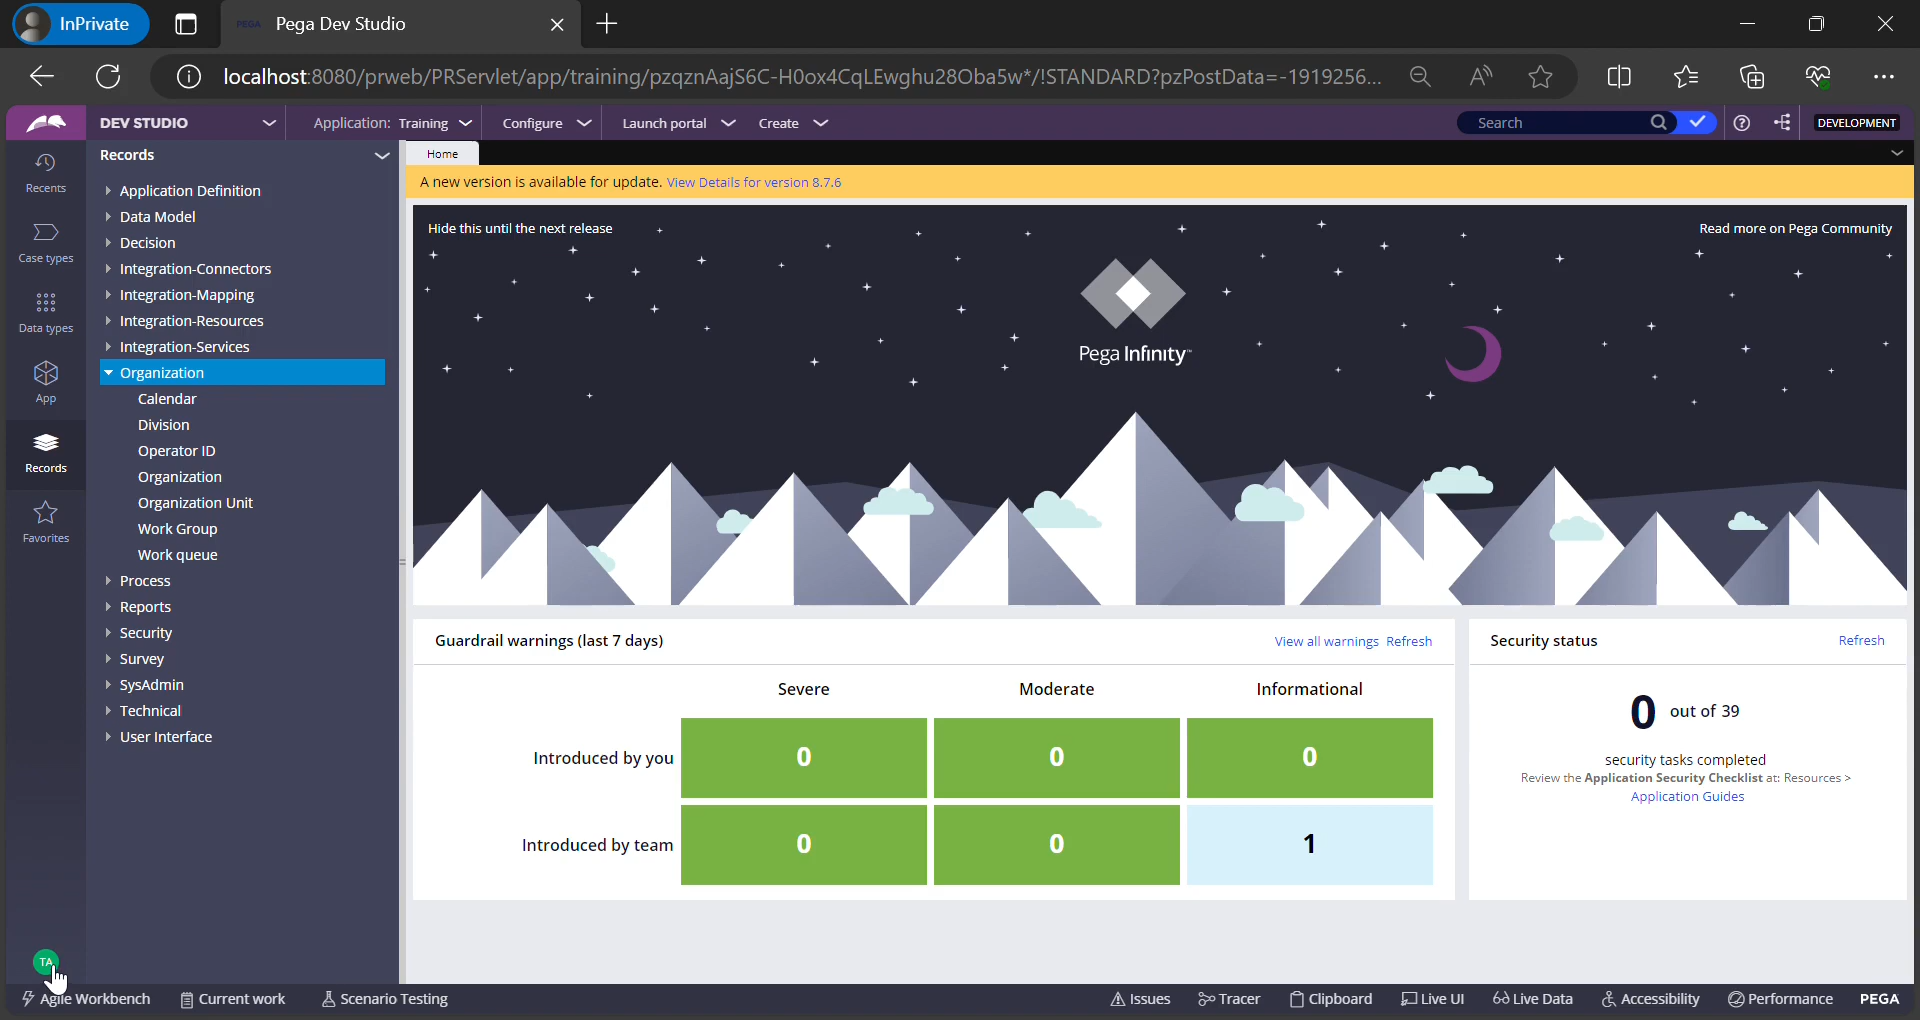 InPrivate
PEGA Pega Dev Studio
localhost:8080/prweb/PRServlet/app/training/pzqznAajS6C-H0ox4CqLEwghu28Oba5w*/!STANDARD?pzPostData=-1919256...
DEV STUDIO
Application: Training
Configure
Launch portal
Create
Search
DEVELOPMENT
Recents
Case types
Data types
App
Records
Favorites
TA
Records
Application Definition
Data Model
Decision
Integration-Connectors
Integration-Mapping
Integration-Resources
Integration-Services
Organization
Calendar
Division
Operator ID
Organization
Organization Unit
Work Group
Work queue
Process
Reports
Security
Survey
SysAdmin
Technical
User Interface
Home
A new version is available for update. View Details for version 8.7.6
Hide this until the next release
Read more on Pega Community
Pega Infinity™
Guardrail warnings (last 7 days)
View all warnings Refresh
Severe Moderate Informational
Introduced by you 0 0 0
Introduced by team 0 0 1
Security status
Refresh
0 out of 39
security tasks completed
Review the Application Security Checklist at: Resources >
Application Guides
Agile Workbench
Current work
Scenario Testing
Issues
Tracer
Clipboard
Live UI
Live Data
Accessibility
Performance
PEGA